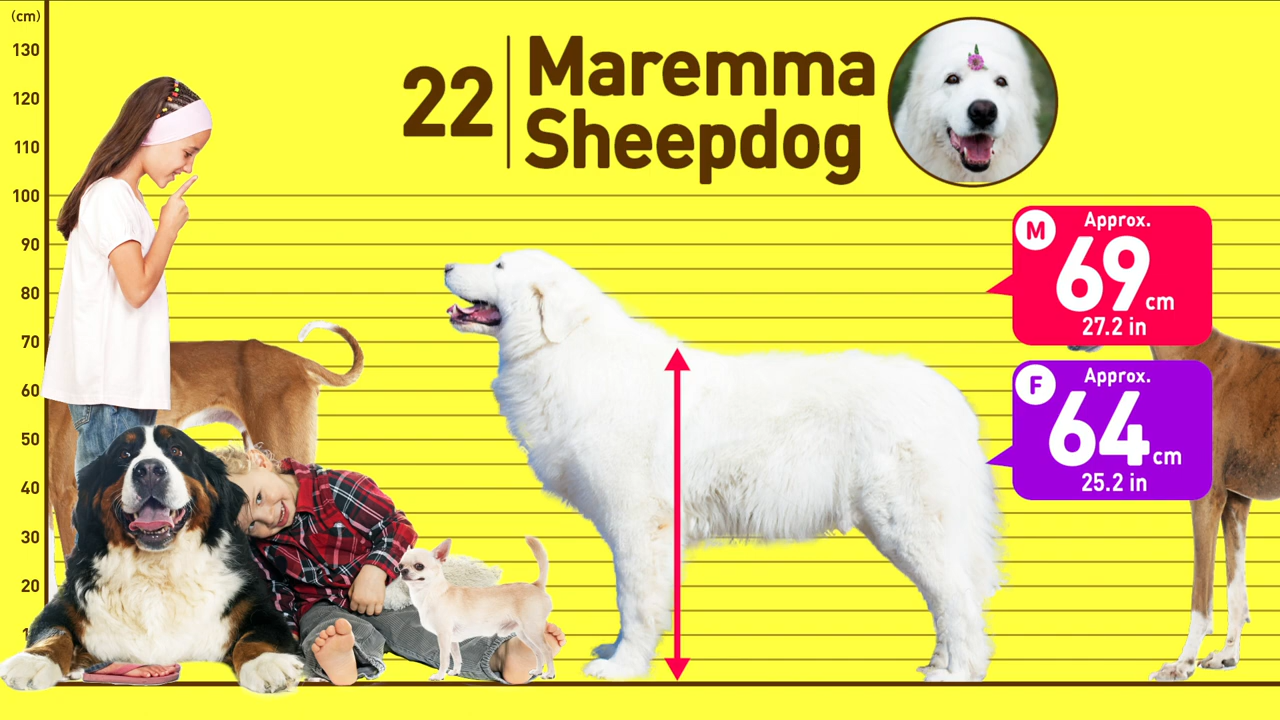 (cm)
130
120
110
100
90
80
70
60
50
40
30
20
22
Maremma
Sheepdog
M
Approx.
69 cm
27.2 in
F
Approx.
64 cm
25.2 in